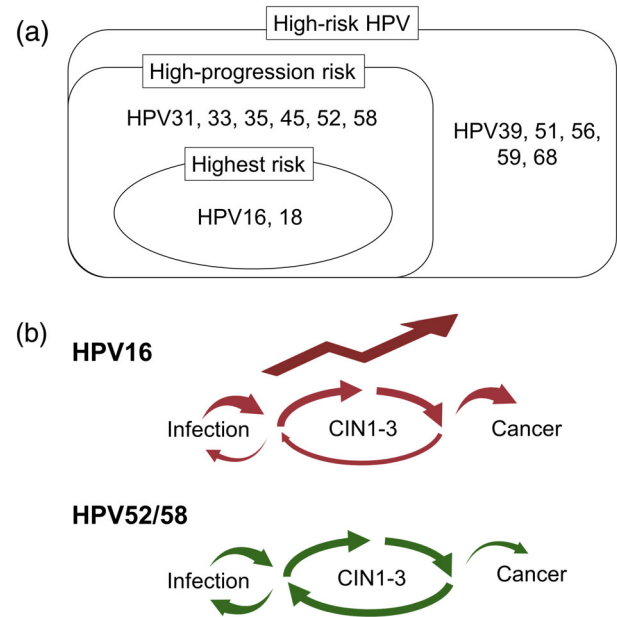 (a)
High-risk HPV
High-progression risk
HPV31, 33, 35, 45, 52, 58
HPV39, 51, 56,
59, 68
Highest risk
HPV16, 18
(b)
HPV16
Infection
CIN1-3
Cancer
HPV52/58
Infection
CIN1-3
Cancer